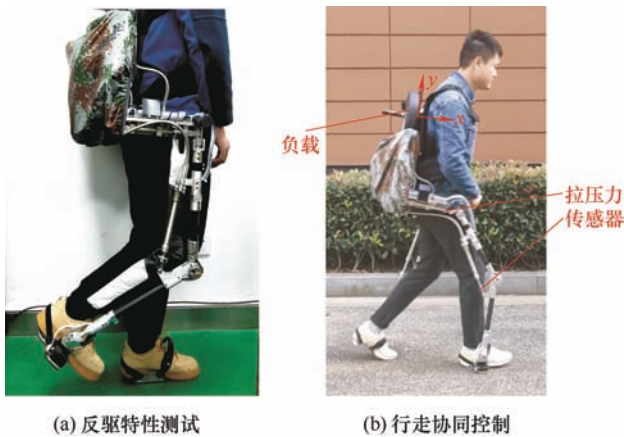 y
x
负载
拉压力
传感器
(a) 反驱特性测试
(b) 行走协同控制